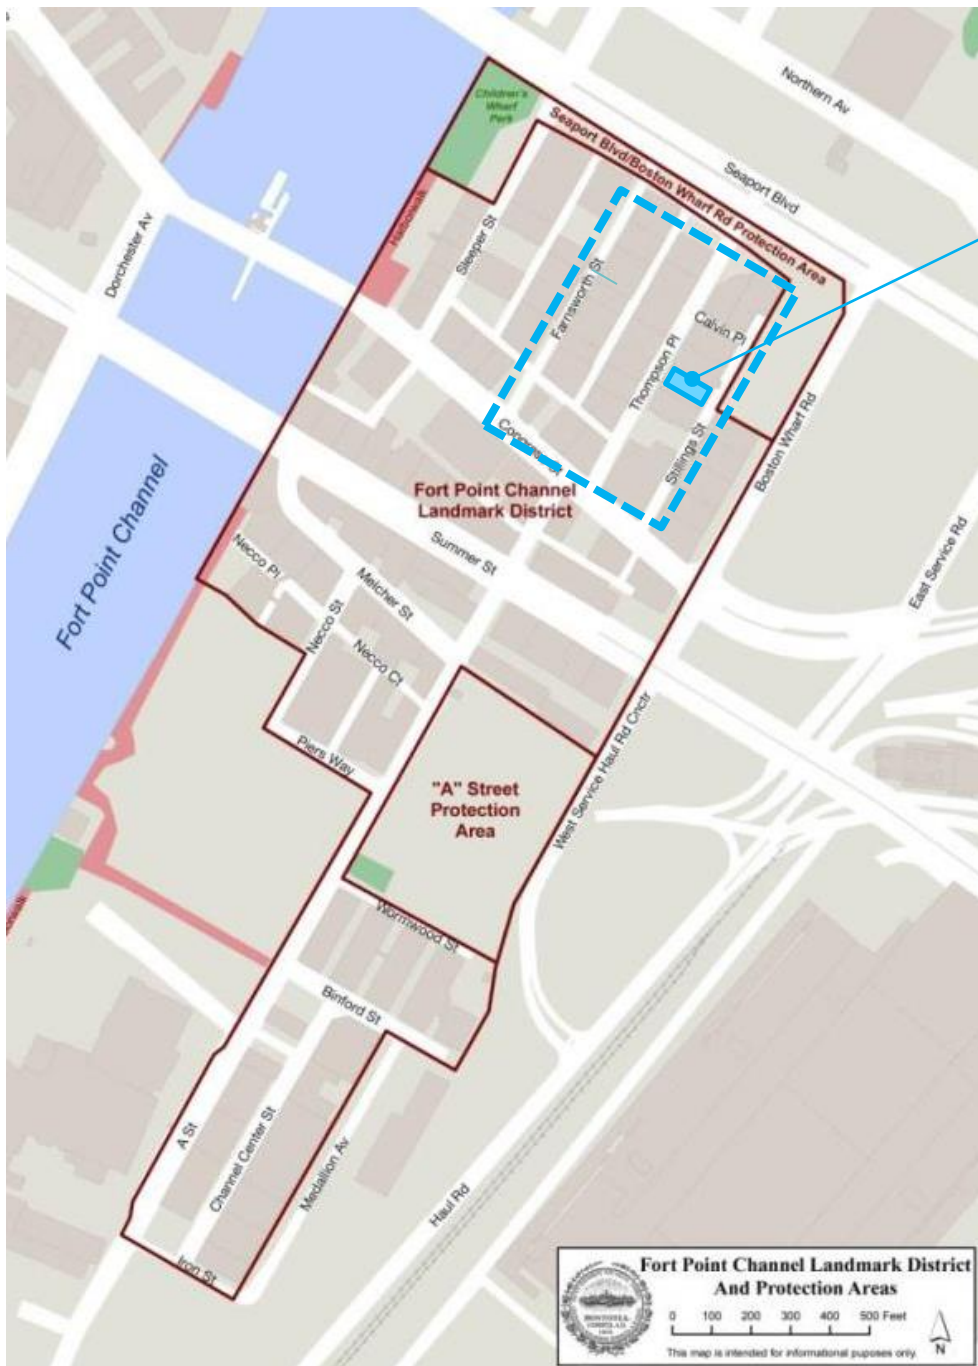 Northern Av
Children's
Wharf
Park
Seaport Blvd/Boston Wharf Rd Protection Area
Seaport Blvd
Dorchester Av
Harborwalk
Sleeper St
Farnsworth St
Calvin Pl
Thompson Pl
Congress St
Stillings St
Boston Wharf Rd
Fort Point Channel
Fort Point Channel
Landmark District
Summer St
East Service Rd
Necco Pl
Melcher St
Necco St
Necco Ct
Piers Way
West Service Haul Rd Cnctr
"A" Street
Protection
Area
Wormwood St
Binford St
A St
Channel Center St
Medallion Av
Haul Rd
Iron St
Fort Point Channel Landmark District
And Protection Areas
0 100 200 300 400 500 Feet
This map is intended for informational puposes only.
N